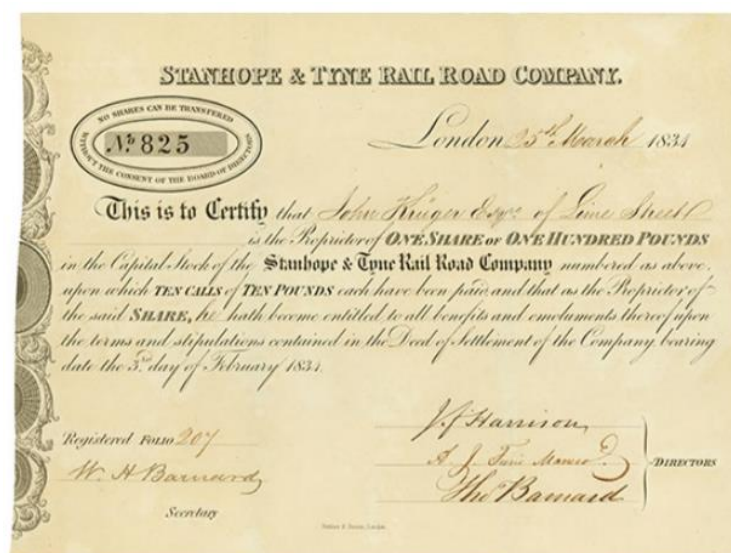 STANHOPE & TYNE RAIL ROAD COMPANY.
NO SHARES CAN BE TRANSFERRED
No. 825
WITHOUT THE CONSENT OF THE BOARD OF DIRECTORS
London 25th March 1834
This is to Certify that John Krüger Esqre. of Lime Street
is the Proprietor of ONE SHARE OF ONE HUNDRED POUNDS
in the Capital Stock of the Stanhope & Tyne Rail Road Company numbered as above,
upon which TEN CALLS of TEN POUNDS each have been paid and that as the Proprietor of
the said SHARE, he hath become entitled to all benefits and emoluments thereof upon
the terms and stipulations contained in the Deed of Settlement of the Company bearing
date the 3rd day of February 1834.
Registered FOLIO 207
W. H. Barnard
Secretary
Harrison
A. J.
Tho Barnard
DIRECTORS